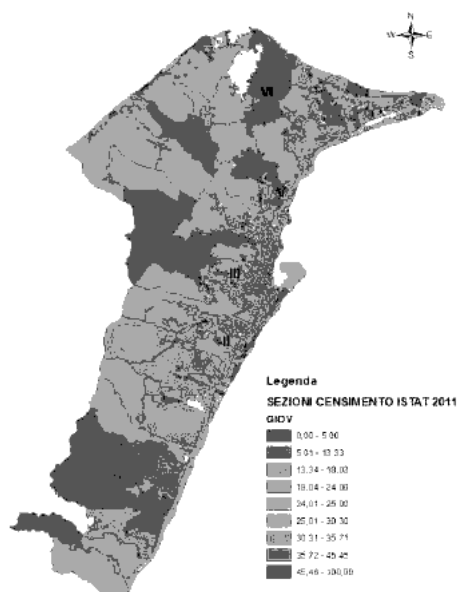 N
W E
S
VI
V
III
II
Legenda
SEZIONI CENSIMENTO ISTAT 2011
GIOV
0,00 - 5,00
5,01 - 13,33
13,34 - 18,03
18,04 - 24,00
24,01 - 25,00
25,01 - 30,30
30,31 - 35,71
35,72 - 45,45
45,46 - 100,00